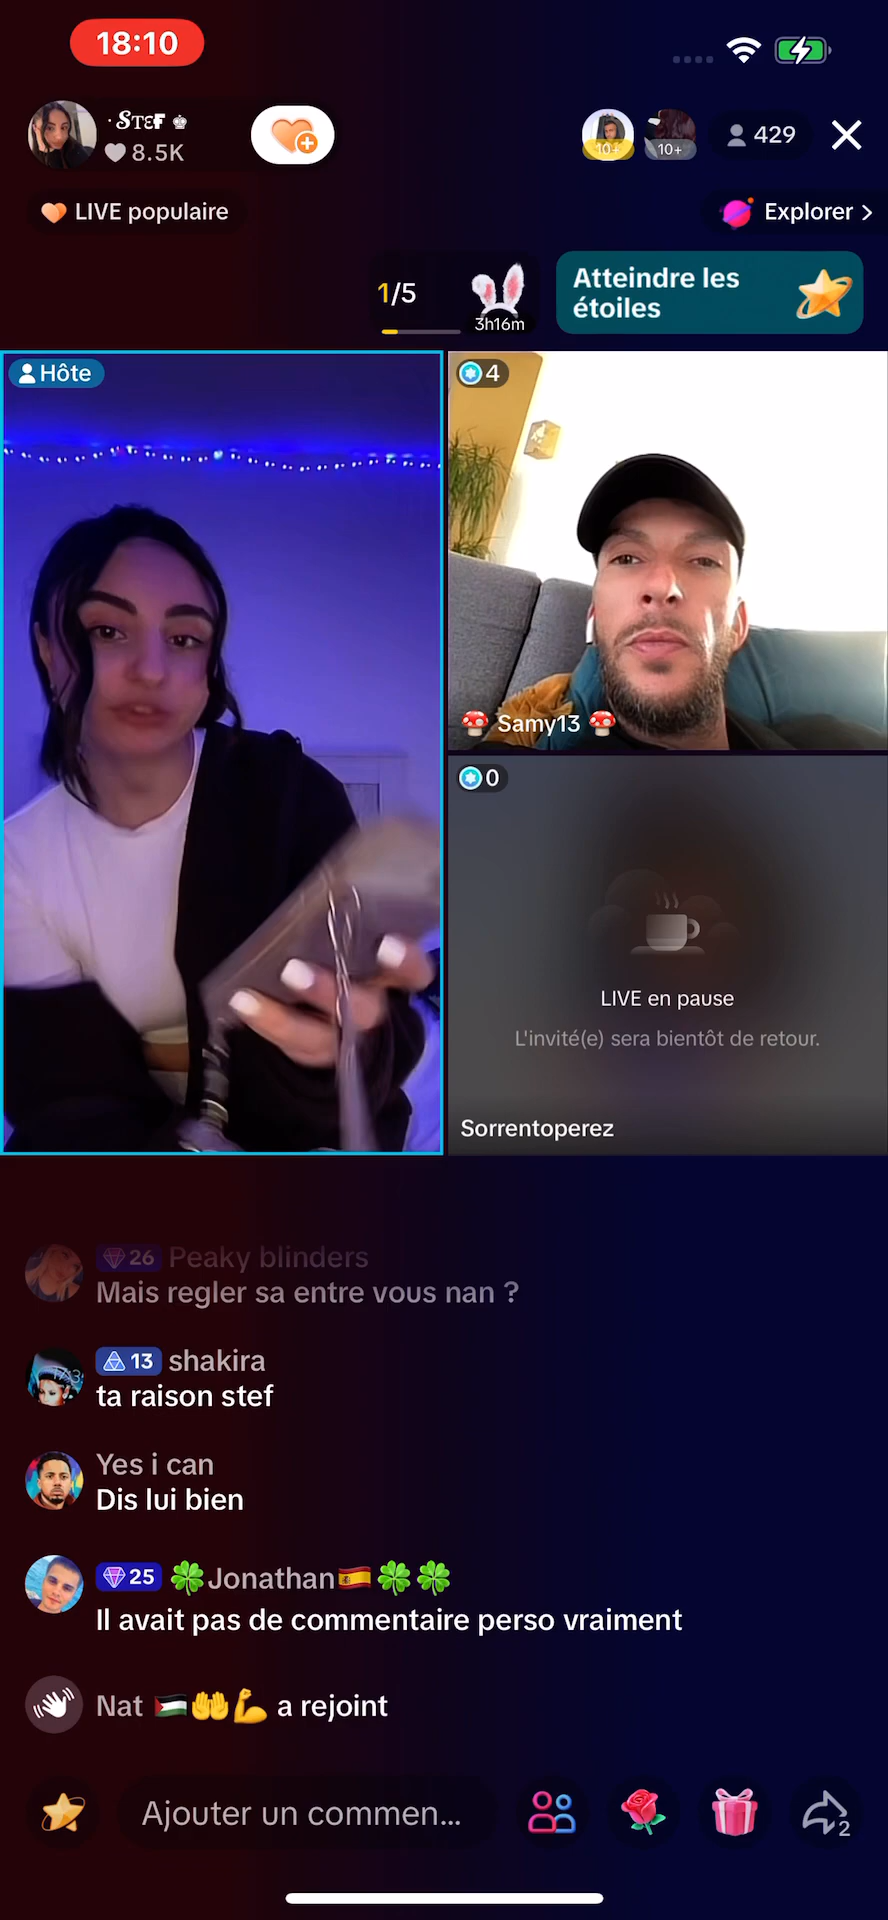 18:10
· STEF ♚
8.5K
10+
10+
429
LIVE populaire
Explorer >
1/5
3h16m
Atteindre les
étoiles
Hôte
4
🍄 Samy13 🍄
0
LIVE en pause
L'invité(e) sera bientôt de retour.
Sorrentoperez
26 Peaky blinders
Mais regler sa entre vous nan ?
13 shakira
ta raison stef
Yes i can
Dis lui bien
25 🍀Jonathan🇪🇸🍀🍀
Il avait pas de commentaire perso vraiment
Nat 🇵🇸🤲💪 a rejoint
Ajouter un commen...
2